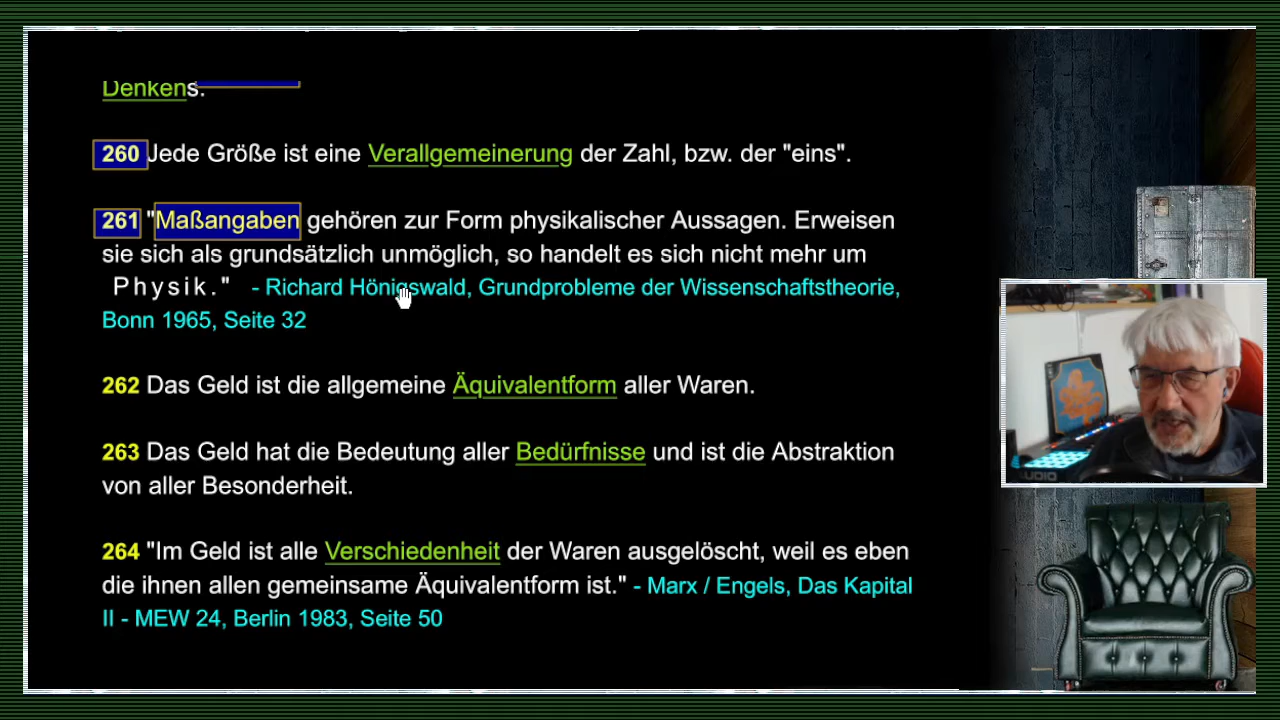 Denkens.
260 Jede Größe ist eine Verallgemeinerung der Zahl, bzw. der "eins".
261 "Maßangaben gehören zur Form physikalischer Aussagen. Erweisen
sie sich als grundsätzlich unmöglich, so handelt es sich nicht mehr um
Physik." - Richard Hönigswald, Grundprobleme der Wissenschaftstheorie,
Bonn 1965, Seite 32
262 Das Geld ist die allgemeine Äquivalentform aller Waren.
263 Das Geld hat die Bedeutung aller Bedürfnisse und ist die Abstraktion
von aller Besonderheit.
264 "Im Geld ist alle Verschiedenheit der Waren ausgelöscht, weil es eben
die ihnen allen gemeinsame Äquivalentform ist." - Marx / Engels, Das Kapital
II - MEW 24, Berlin 1983, Seite 50